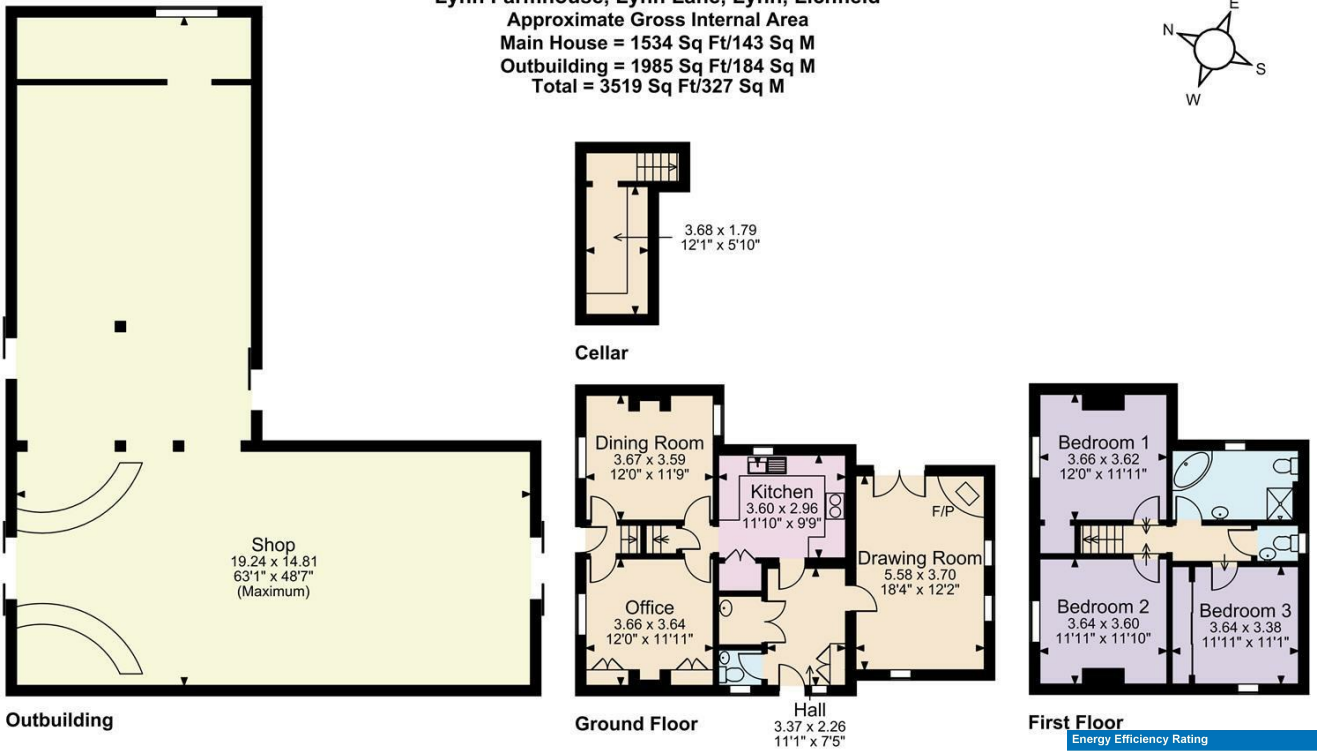 Lynn Farmhouse, Lynn Lane, Lynn, Lichfield
Approximate Gross Internal Area
Main House = 1534 Sq Ft/143 Sq M
Outbuilding = 1985 Sq Ft/184 Sq M
Total = 3519 Sq Ft/327 Sq M
E
N
S
W
3.68 x 1.79
12'1" x 5'10"
Cellar
Shop
19.24 x 14.81
63'1" x 48'7"
(Maximum)
Outbuilding
Dining Room
3.67 x 3.59
12'0" x 11'9"
Kitchen
3.60 x 2.96
11'10" x 9'9"
F/P
Drawing Room
5.58 x 3.70
18'4" x 12'2"
Office
3.66 x 3.64
12'0" x 11'11"
Hall
3.37 x 2.26
11'1" x 7'5"
Ground Floor
Bedroom 1
3.66 x 3.62
12'0" x 11'11"
Bedroom 2
3.64 x 3.60
11'11" x 11'10"
Bedroom 3
3.64 x 3.38
11'11" x 11'1"
First Floor
Energy Efficiency Rating